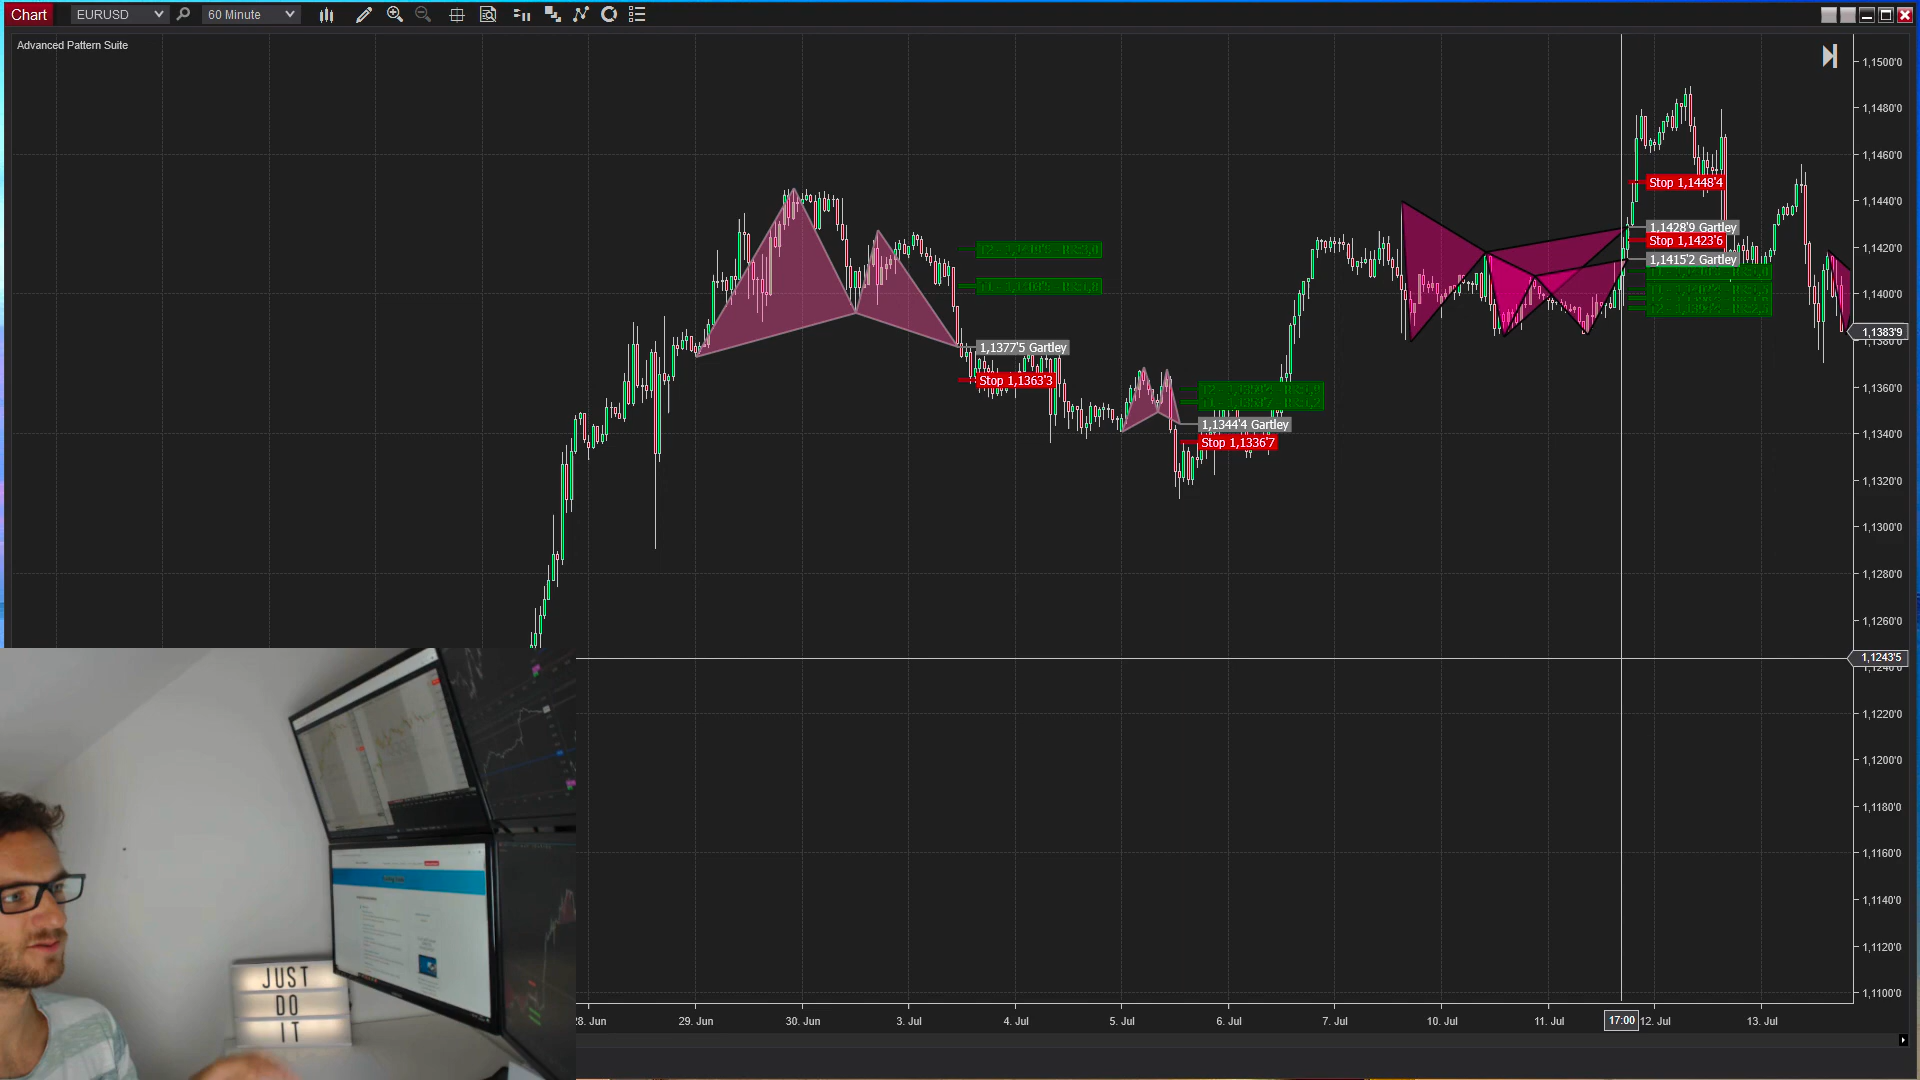 Chart EURUSD 60 Minute
Advanced Pattern Suite
1,1500'0
1,1480'0
1,1460'0
1,1440'0
1,1420'0
1,1400'0
1,1383'9
1,1380'0
1,1360'0
1,1340'0
1,1320'0
1,1300'0
1,1280'0
1,1260'0
1,1243'5
1,1240'0
1,1220'0
1,1200'0
1,1180'0
1,1160'0
1,1140'0
1,1120'0
1,1100'0
Stop 1,1448'4
1,1428'9 Gartley
Stop 1,1423'6
1,1415'2 Gartley
1,1377'5 Gartley
Stop 1,1363'3
1,1344'4 Gartley
Stop 1,1336'7
JUST
DO
IT
28. Jun 29. Jun 30. Jun 3. Jul 4. Jul 5. Jul 6. Jul 7. Jul 10. Jul 11. Jul 17:00 12. Jul 13. Jul